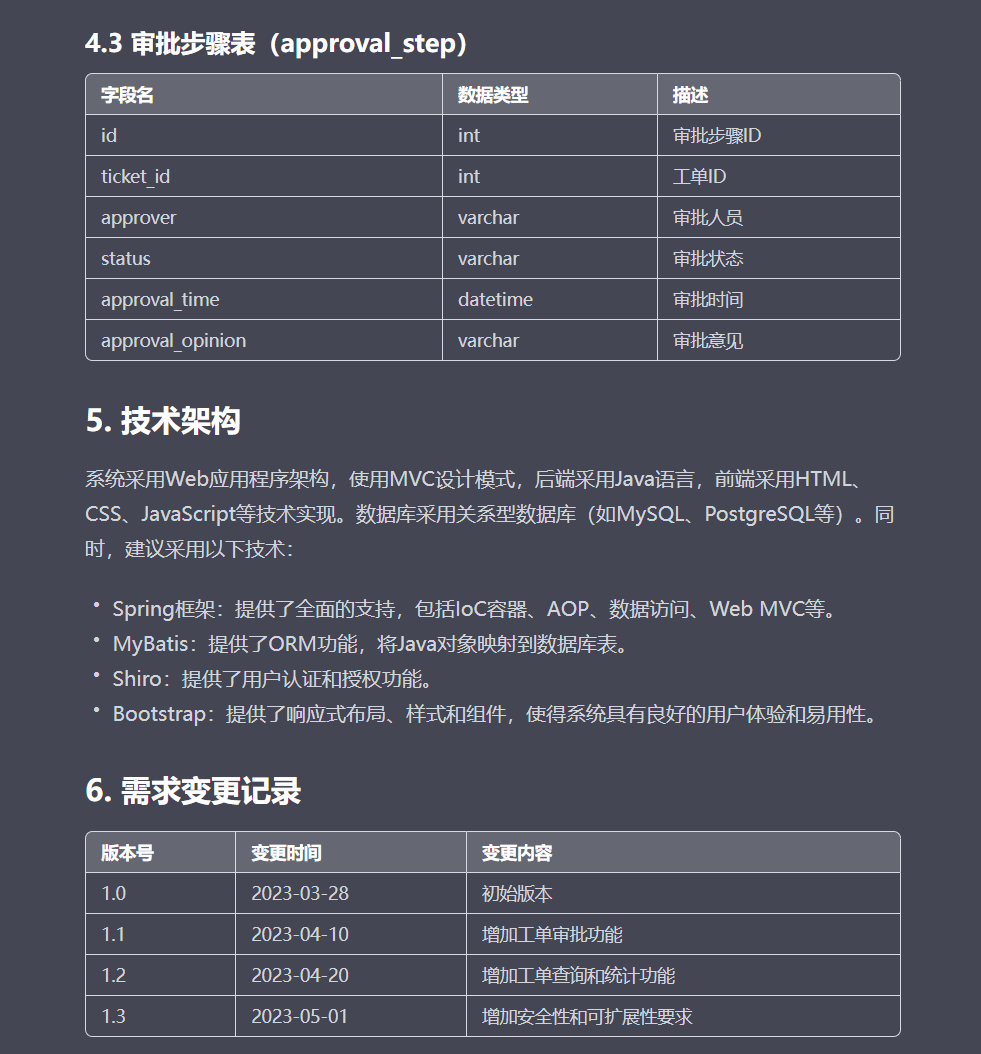 4.3 审批步骤表（approval_step）
字段名 数据类型 描述
id int 审批步骤ID
ticket_id int 工单ID
approver varchar 审批人员
status varchar 审批状态
approval_time datetime 审批时间
approval_opinion varchar 审批意见
5. 技术架构
系统采用Web应用程序架构，使用MVC设计模式，后端采用Java语言，前端采用HTML、
CSS、JavaScript等技术实现。数据库采用关系型数据库（如MySQL、PostgreSQL等）。同
时，建议采用以下技术：
• Spring框架：提供了全面的支持，包括IoC容器、AOP、数据访问、Web MVC等。
• MyBatis：提供了ORM功能，将Java对象映射到数据库表。
• Shiro：提供了用户认证和授权功能。
• Bootstrap：提供了响应式布局、样式和组件，使得系统具有良好的用户体验和易用性。
6. 需求变更记录
版本号 变更时间 变更内容
1.0 2023-03-28 初始版本
1.1 2023-04-10 增加工单审批功能
1.2 2023-04-20 增加工单查询和统计功能
1.3 2023-05-01 增加安全性和可扩展性要求